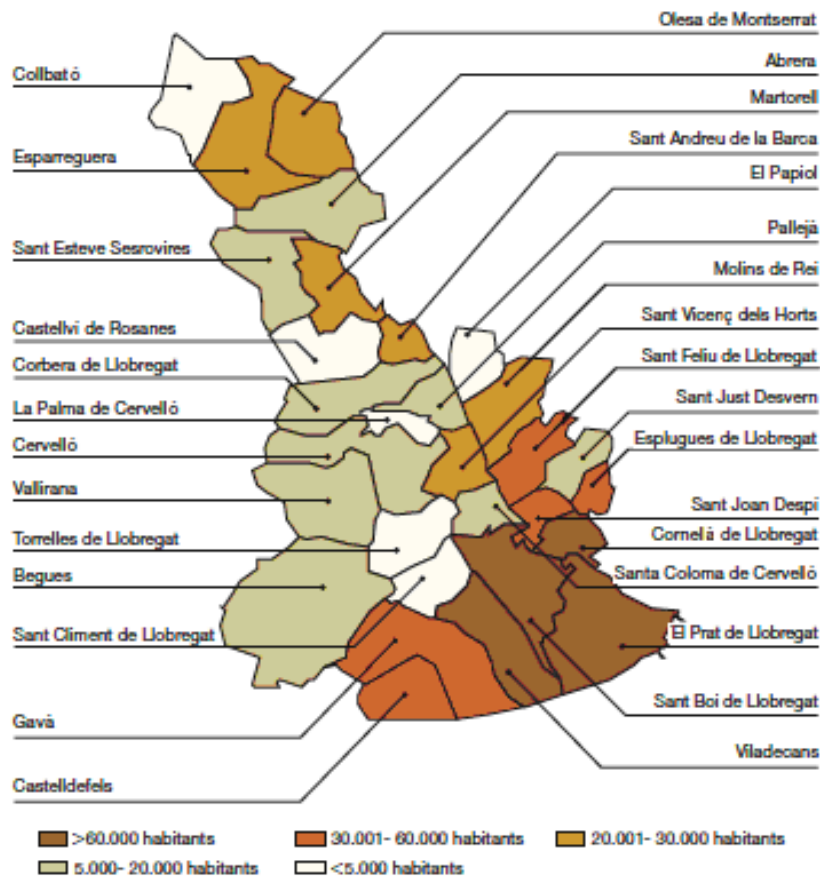 Olesa de Montserrat
Abrera
Collbató
Martorell
Sant Andreu de la Barca
Esparreguera
El Papiol
Pallejà
Sant Esteve Sesrovires
Molins de Rei
Sant Vicenç dels Horts
Castellvi de Rosanes
Sant Feliu de Llobregat
Corbera de Llobregat
Sant Just Desvern
La Palma de Cervelló
Esplugues de Llobregat
Cervelló
Vallirana
Sant Joan Despí
Cornelà de Llobregat
Torrelles de Llobregat
Santa Coloma de Cervelló
Begues
Sant Climent de Llobregat
El Prat de Llobregat
Sant Boi de Llobregat
Gavà
Viladecans
Castelldefels
>60.000 habitants 30.001- 60.000 habitants 20.001- 30.000 habitants
5.000- 20.000 habitants <5.000 habitants